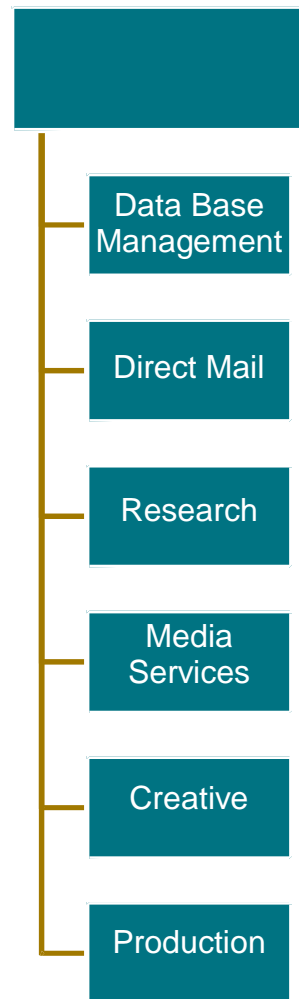 Data Base
Management
Direct Mail
Research
Media
Services
Creative
Production